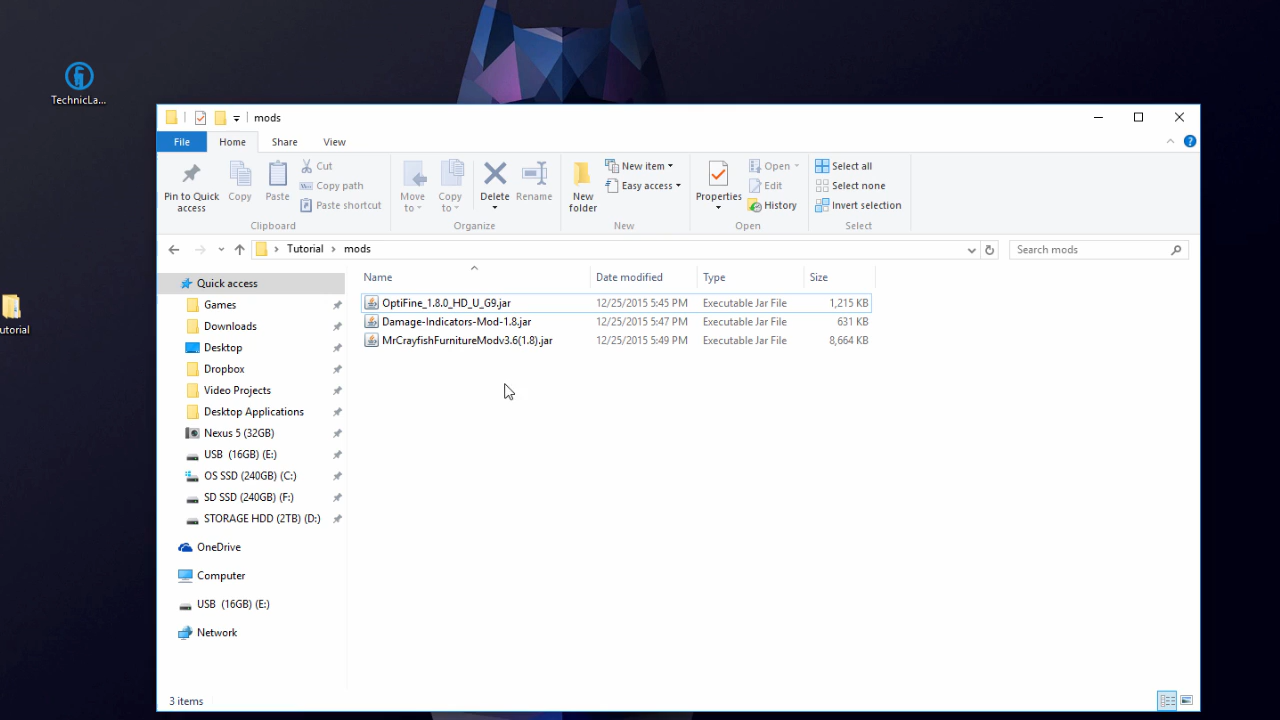 TechnicLa...
utorial
mods
File
Home
Share
View
Pin to Quick
access
Copy
Paste
Cut
Copy path
Paste shortcut
Clipboard
Move
to
Copy
to
Delete
Rename
Organize
New
folder
New item
Easy access
New
Properties
Open
Edit
History
Open
Select all
Select none
Invert selection
Select
Tutorial > mods
Search mods
Name
Date modified
Type
Size
OptiFine_1.8.0_HD_U_G9.jar 12/25/2015 5:45 PM Executable Jar File 1,215 KB
Damage-Indicators-Mod-1.8.jar 12/25/2015 5:47 PM Executable Jar File 631 KB
MrCrayfishFurnitureModv3.6(1.8).jar 12/25/2015 5:49 PM Executable Jar File 8,664 KB
Quick access
Games
Downloads
Desktop
Dropbox
Video Projects
Desktop Applications
Nexus 5 (32GB)
USB (16GB) (E:)
OS SSD (240GB) (C:)
SD SSD (240GB) (F:)
STORAGE HDD (2TB) (D:)
OneDrive
Computer
USB (16GB) (E:)
Network
3 items